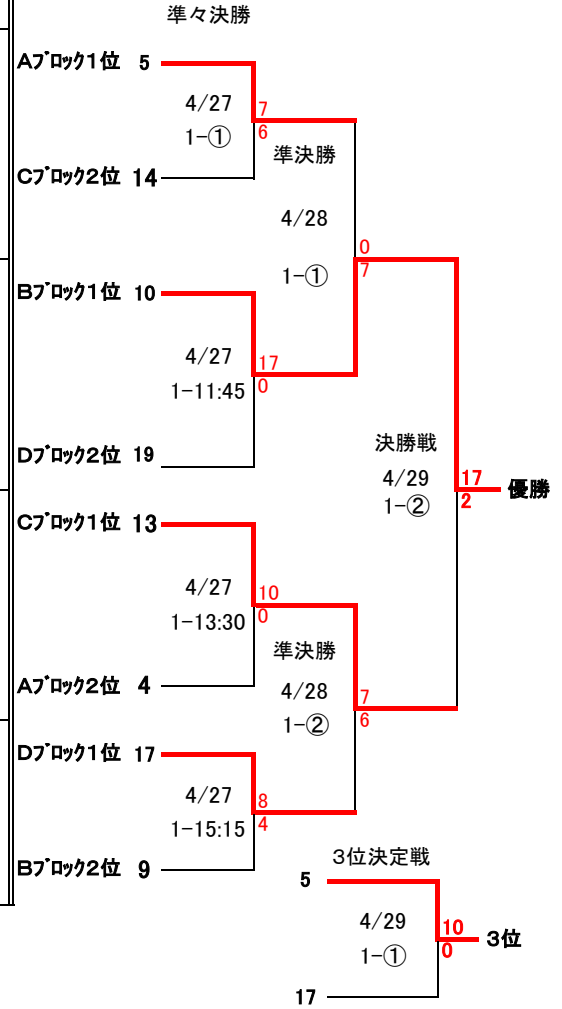 準々決勝
Aﾌﾞﾛｯｸ1位 5
4/27
7
1-①
6
準決勝
Cﾌﾞﾛｯｸ2位 14
4/28
0
1-①
7
Bﾌﾞﾛｯｸ1位 10
4/27
17
1-11:45
0
決勝戦
Dﾌﾞﾛｯｸ2位 19
4/29
17
優勝
1-②
2
Cﾌﾞﾛｯｸ1位 13
4/27
10
1-13:30
0
準決勝
Aﾌﾞﾛｯｸ2位 4
4/28
7
1-②
6
Dﾌﾞﾛｯｸ1位 17
4/27
8
1-15:15
4
3位決定戦
Bﾌﾞﾛｯｸ2位 9
5
4/29
10
3位
1-①
0
17